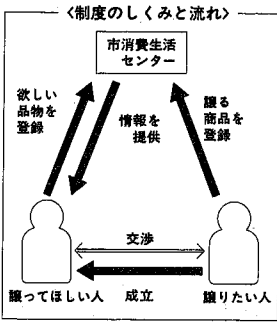 〈制度のしくみと流れ〉
市消費生活
センター
欲しい
品物を
登録
情報を
提供
譲る
商品を
登録
交渉
譲ってほしい人
成立
譲りたい人